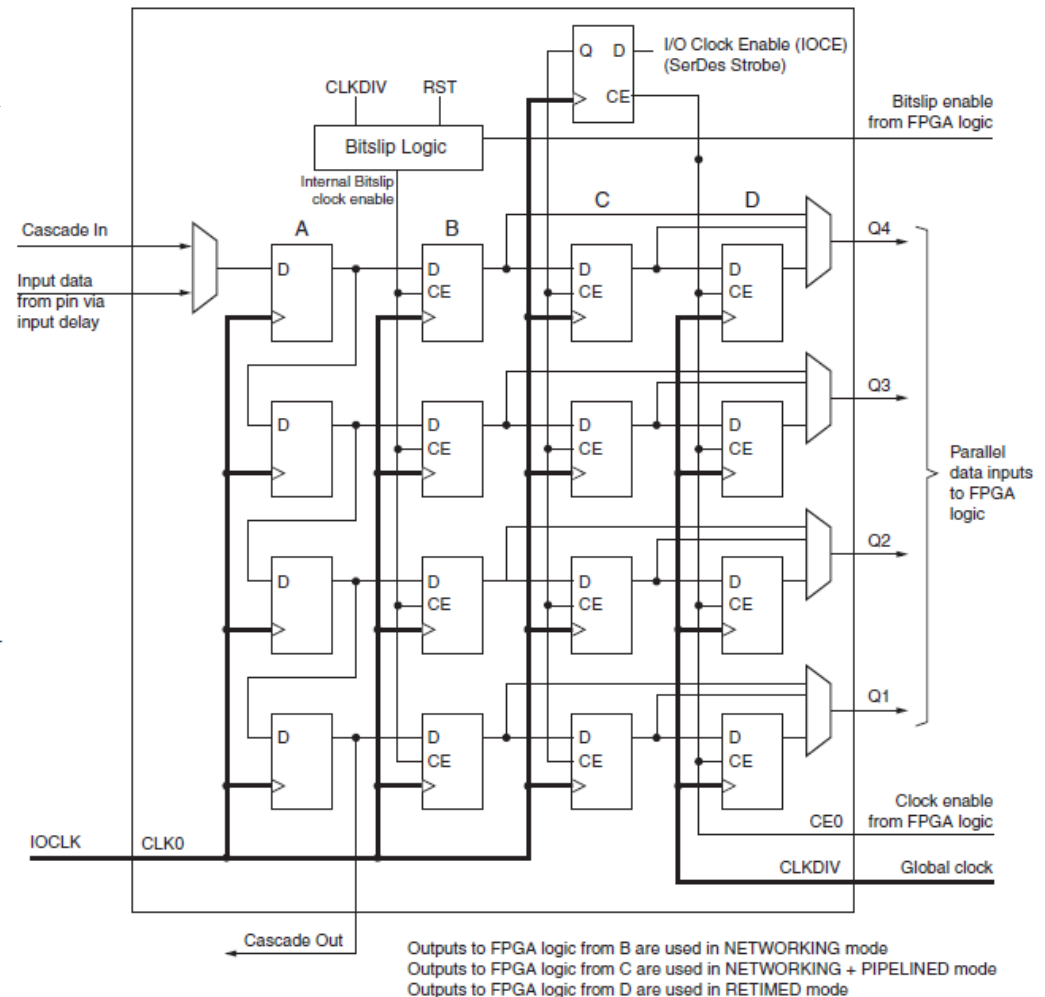 Q D
I/O Clock Enable (IOCE)
(SerDes Strobe)
CE
CLKDIV RST
Bitslip Logic
Bitslip enable
from FPGA logic
Internal Bitslip
clock enable
A B C D
Cascade In
Input data
from pin via
input delay
D D D D
CE CE CE
Q4
D D D D
CE CE CE
Q3
Parallel
data inputs
to FPGA
logic
D D D D
CE CE CE
Q2
D D D D
CE CE CE
Q1
Clock enable
from FPGA logic
CE0
IOCLK CLK0
CLKDIV Global clock
Cascade Out
Outputs to FPGA logic from B are used in NETWORKING mode
Outputs to FPGA logic from C are used in NETWORKING + PIPELINED mode
Outputs to FPGA logic from D are used in RETIMED mode